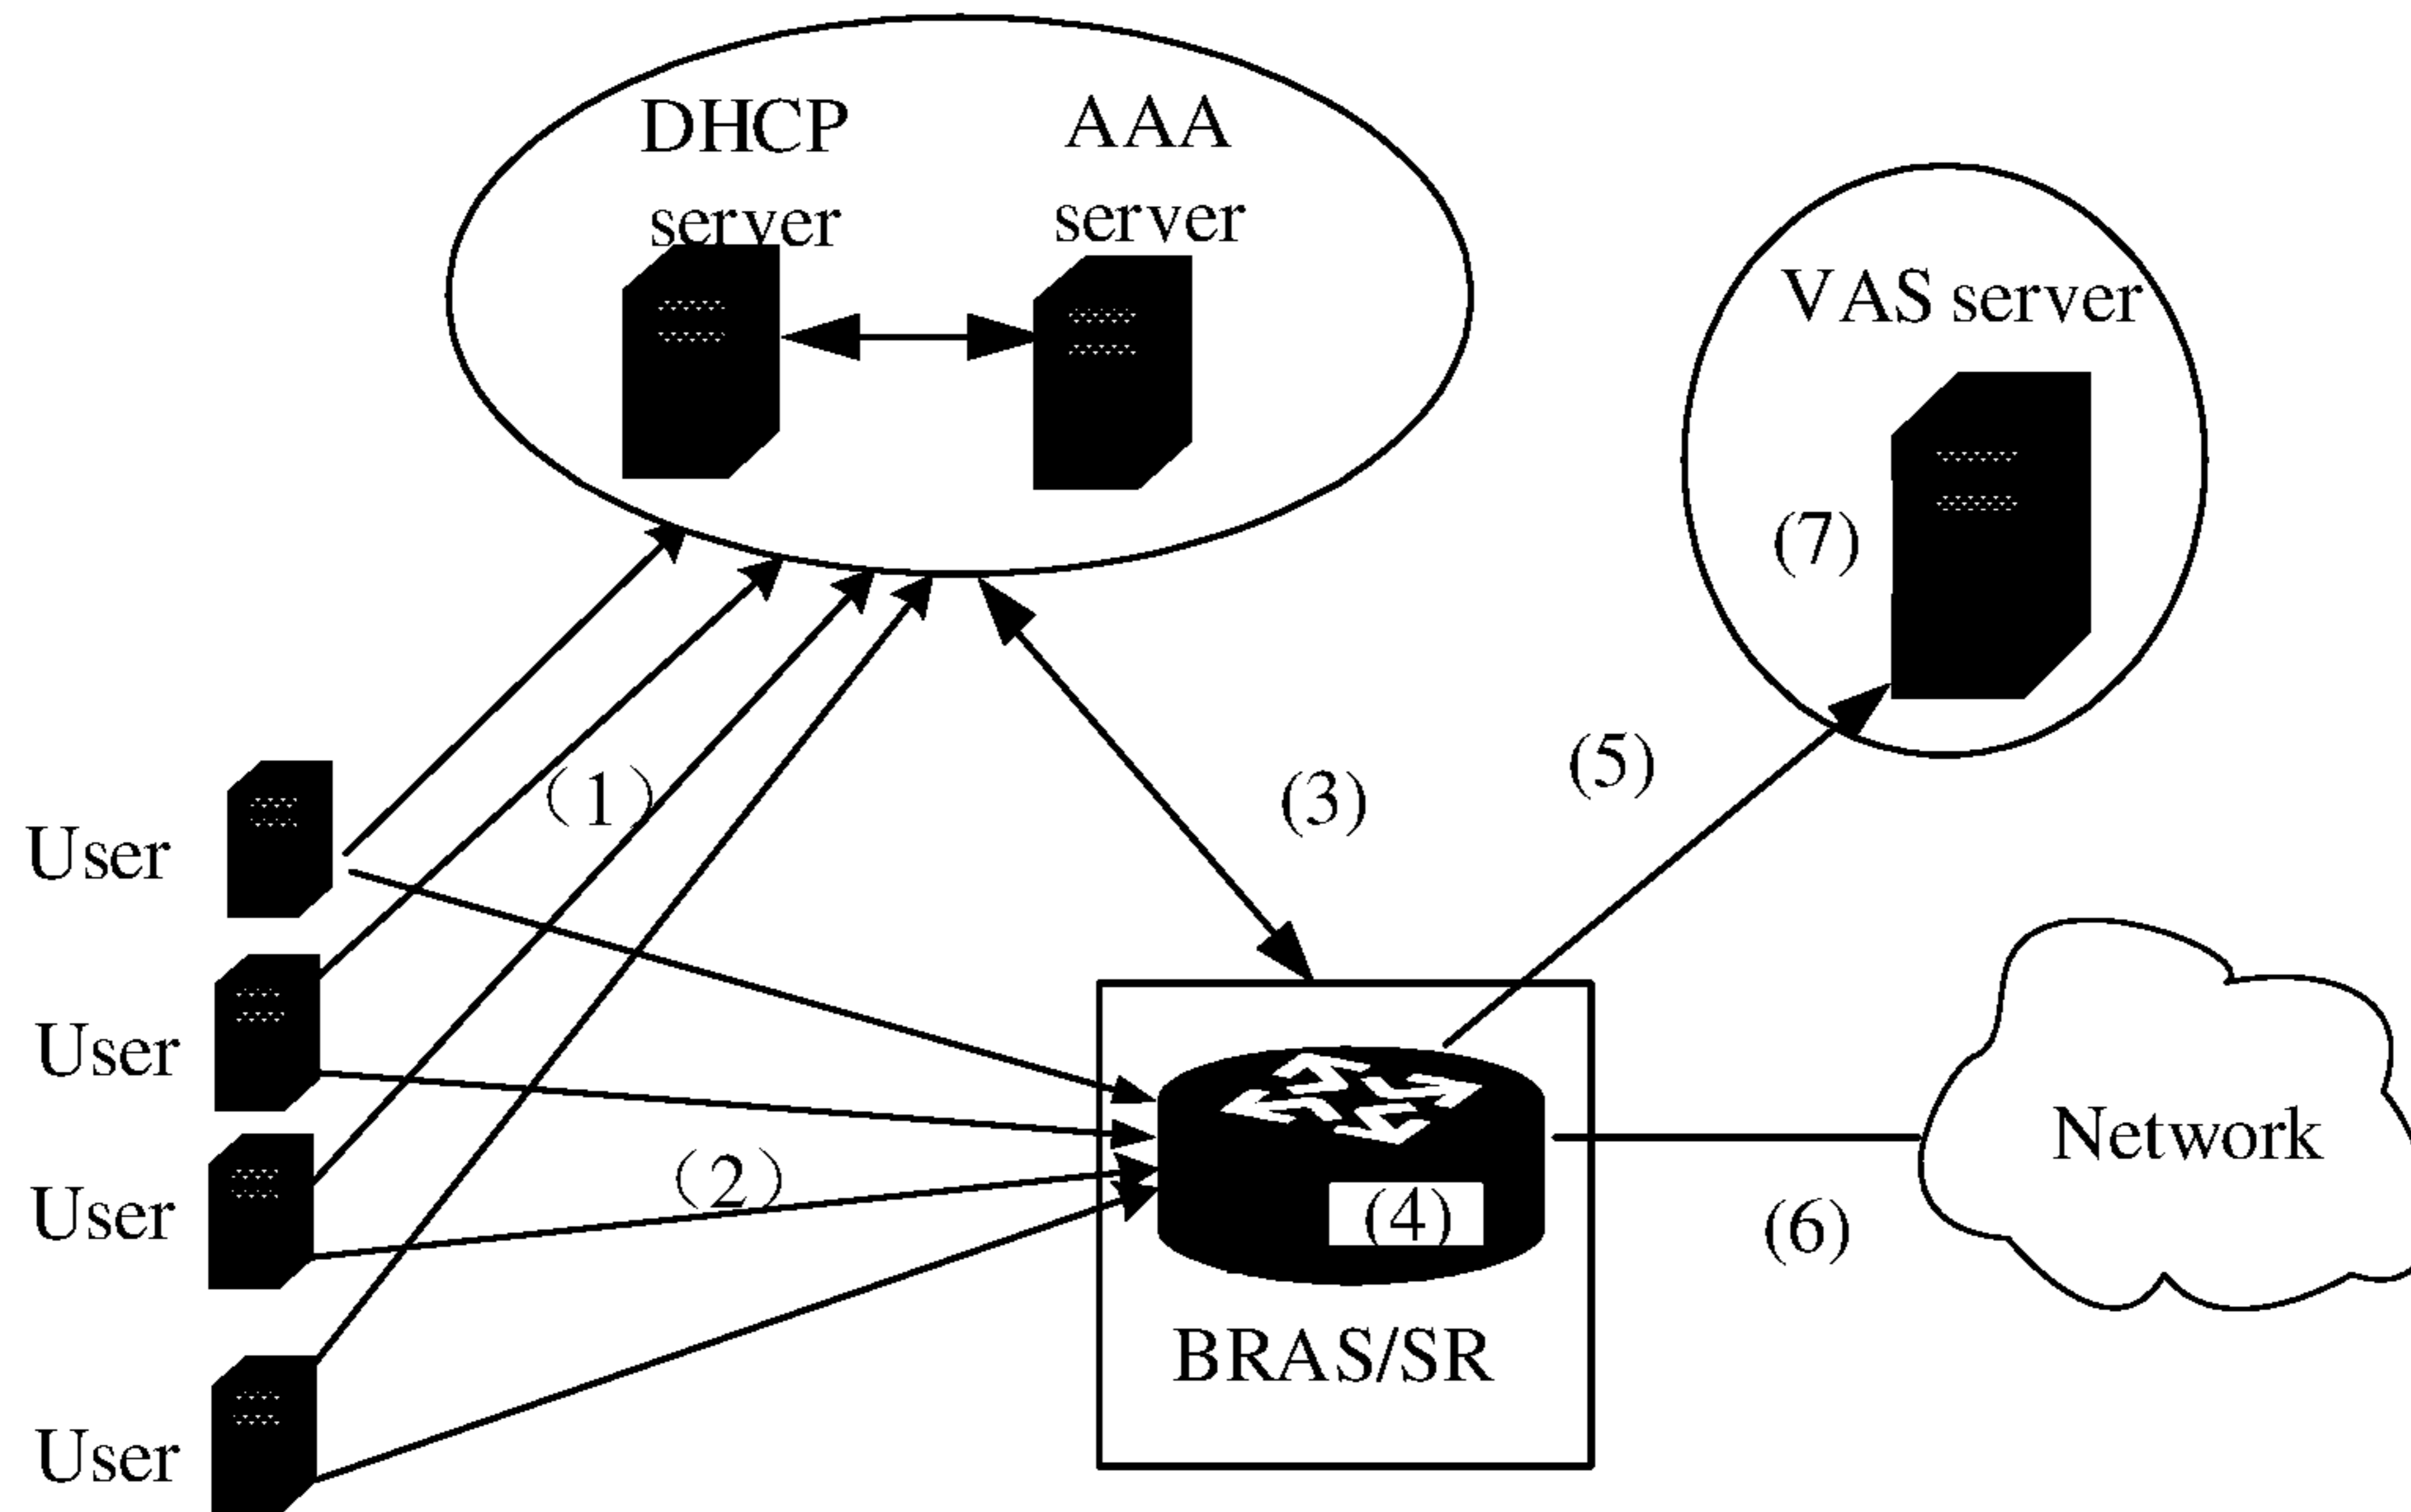 DHCP
server
AAA
server
VAS server
(7)
(5)
(3)
（1）
User
User
（2）
User
(4)
Network
(6)
BRAS/SR
User